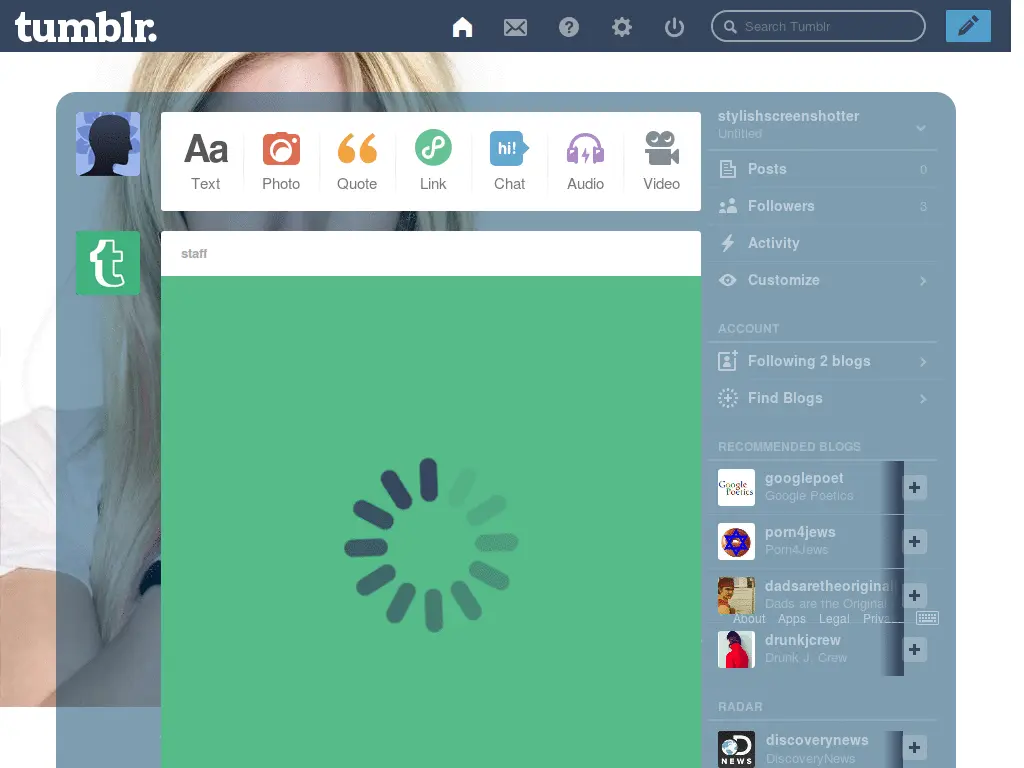 tumblr.
Search Tumblr
stylishscreenshotter
Untitled
Aa
hi!
Text
Photo
Quote
Link
Chat
Audio
Video
Posts
0
Followers
3
Activity
Customize
staff
ACCOUNT
Following 2 blogs
Find Blogs
RECOMMENDED BLOGS
Google
Poetics
googlepoet
Google Poetics
porn4jews
Porn4Jews
dadsaretheoriginal
Dads are the Original
About Apps Legal Priva
drunkjcrew
Drunk J. Crew
RADAR
D
NEWS
discoverynews
DiscoveryNews